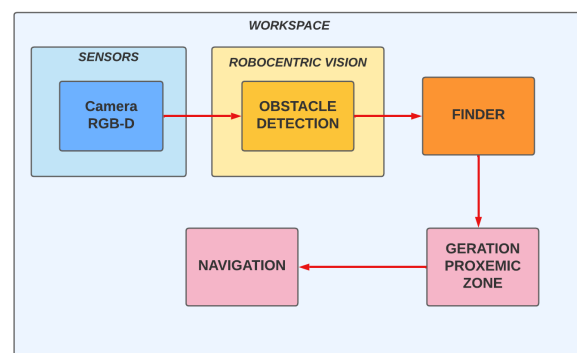 WORKSPACE
SENSORS
ROBOCENTRIC VISION
Camera
RGB-D
OBSTACLE
DETECTION
FINDER
NAVIGATION
GERATION
PROXEMIC
ZONE